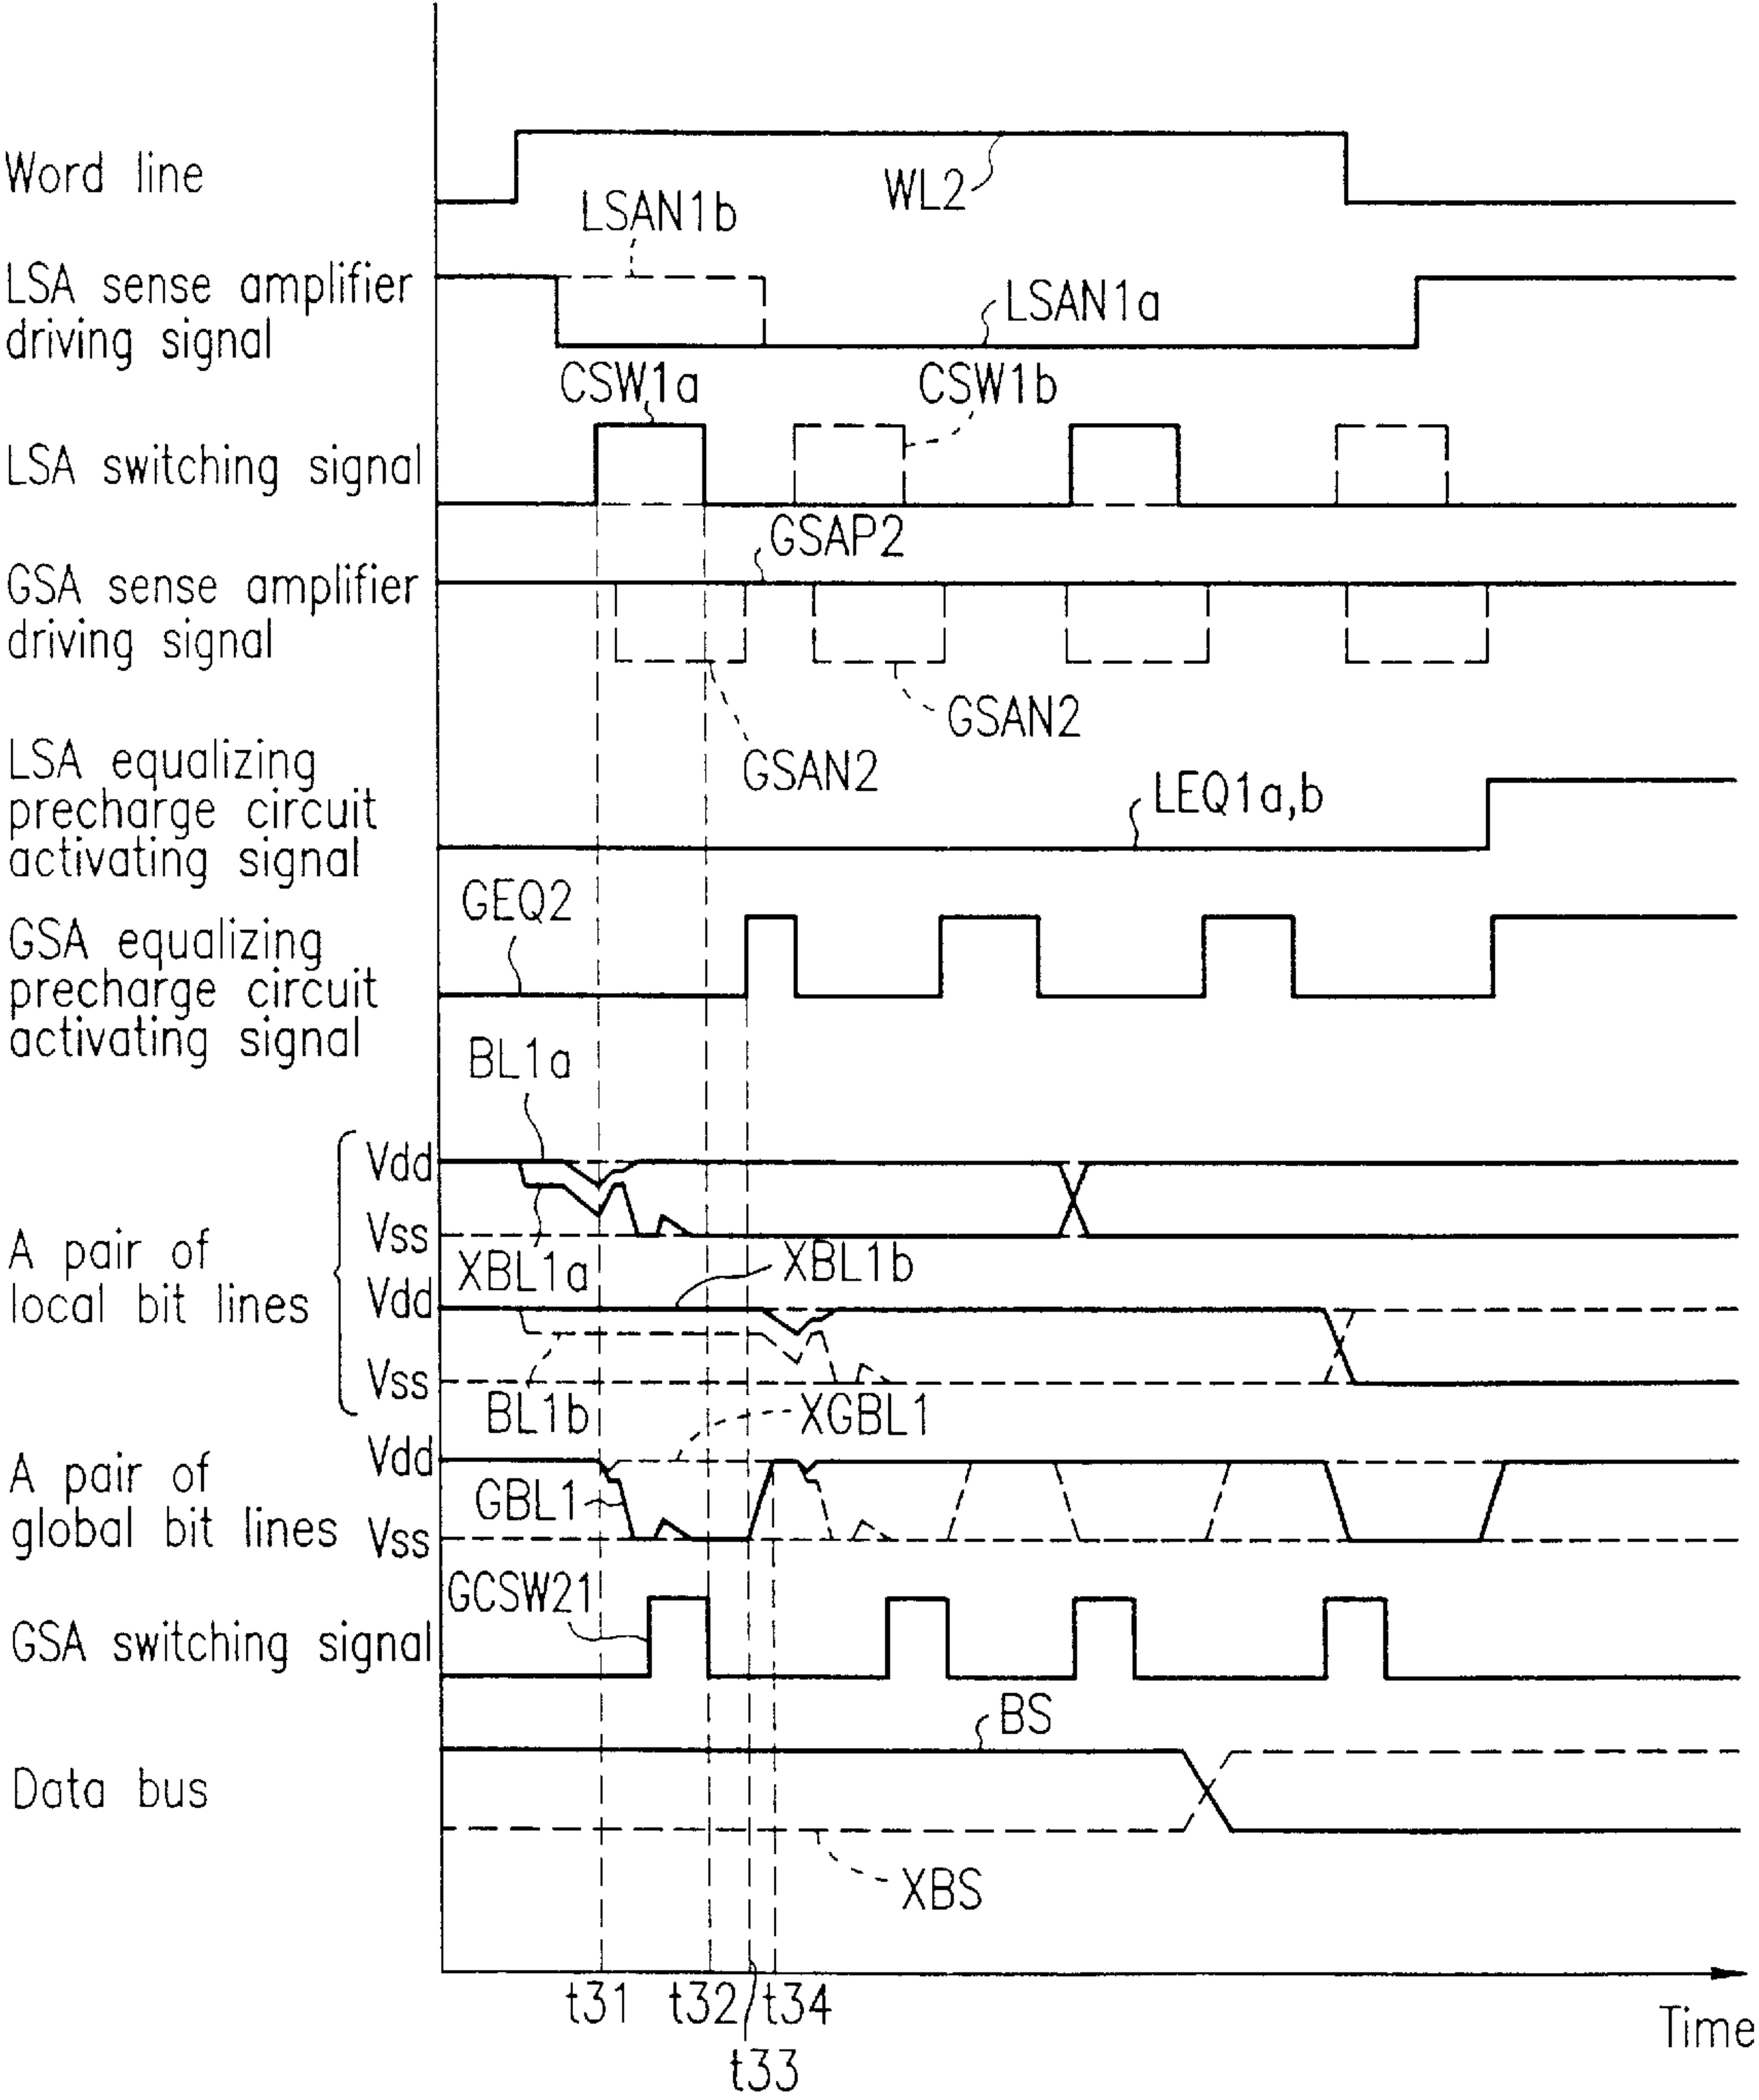 Word line
WL2
LSAN1b
LSA sense amplifier
driving signal
LSAN1a
CSW1a
CSW1b
LSA switching signal
GSAP2
GSA sense amplifier
driving signal
GSAN2
GSAN2
LSA equalizing
precharge circuit
activating signal
LEQ1a,b
GEQ2
GSA equalizing
precharge circuit
activating signal
BL1a
Vdd
Vss
A pair of
local bit lines
XBL1a
XBL1b
Vdd
Vss
BL1b
XGBL1
Vdd
A pair of
global bit lines
GBL1
Vss
GCSW21
GSA switching signal
BS
Data bus
XBS
t31
t32
t34
t33
Time